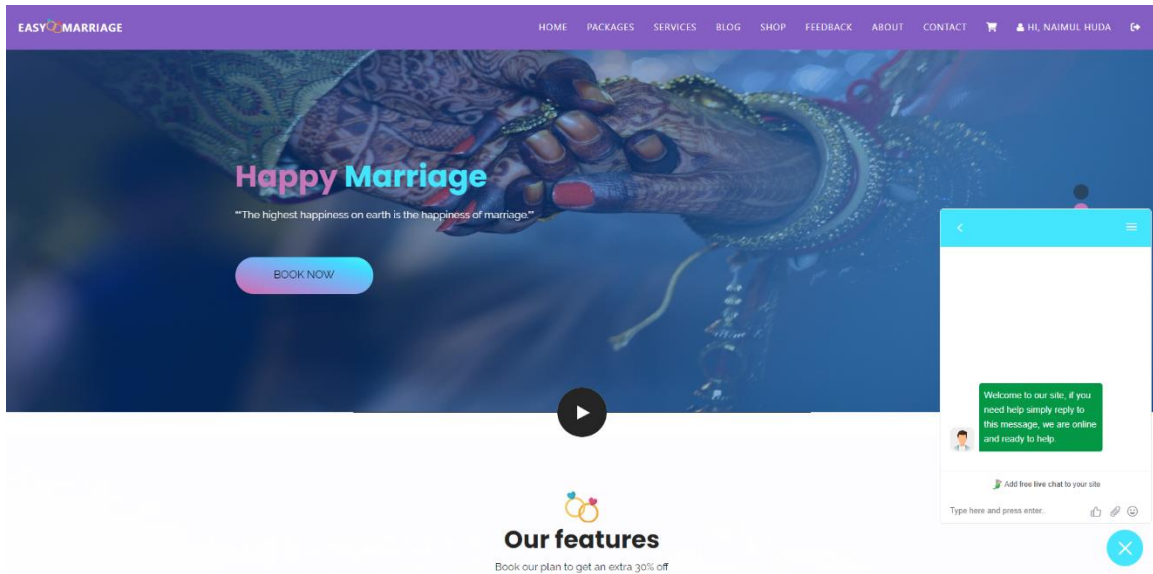 EASY MARRIAGE
HOME PACKAGES SERVICES BLOG SHOP FEEDBACK ABOUT CONTACT HI, NAIMUL HUDA
Happy Marriage
""The highest happiness on earth is the happiness of marriage.""
BOOK NOW
Welcome to our site, if you
need help simply reply to
this message, we are online
and ready to help.
Add free live chat to your site
Type here and press enter..
Our features
Book our plan to get an extra 30% off